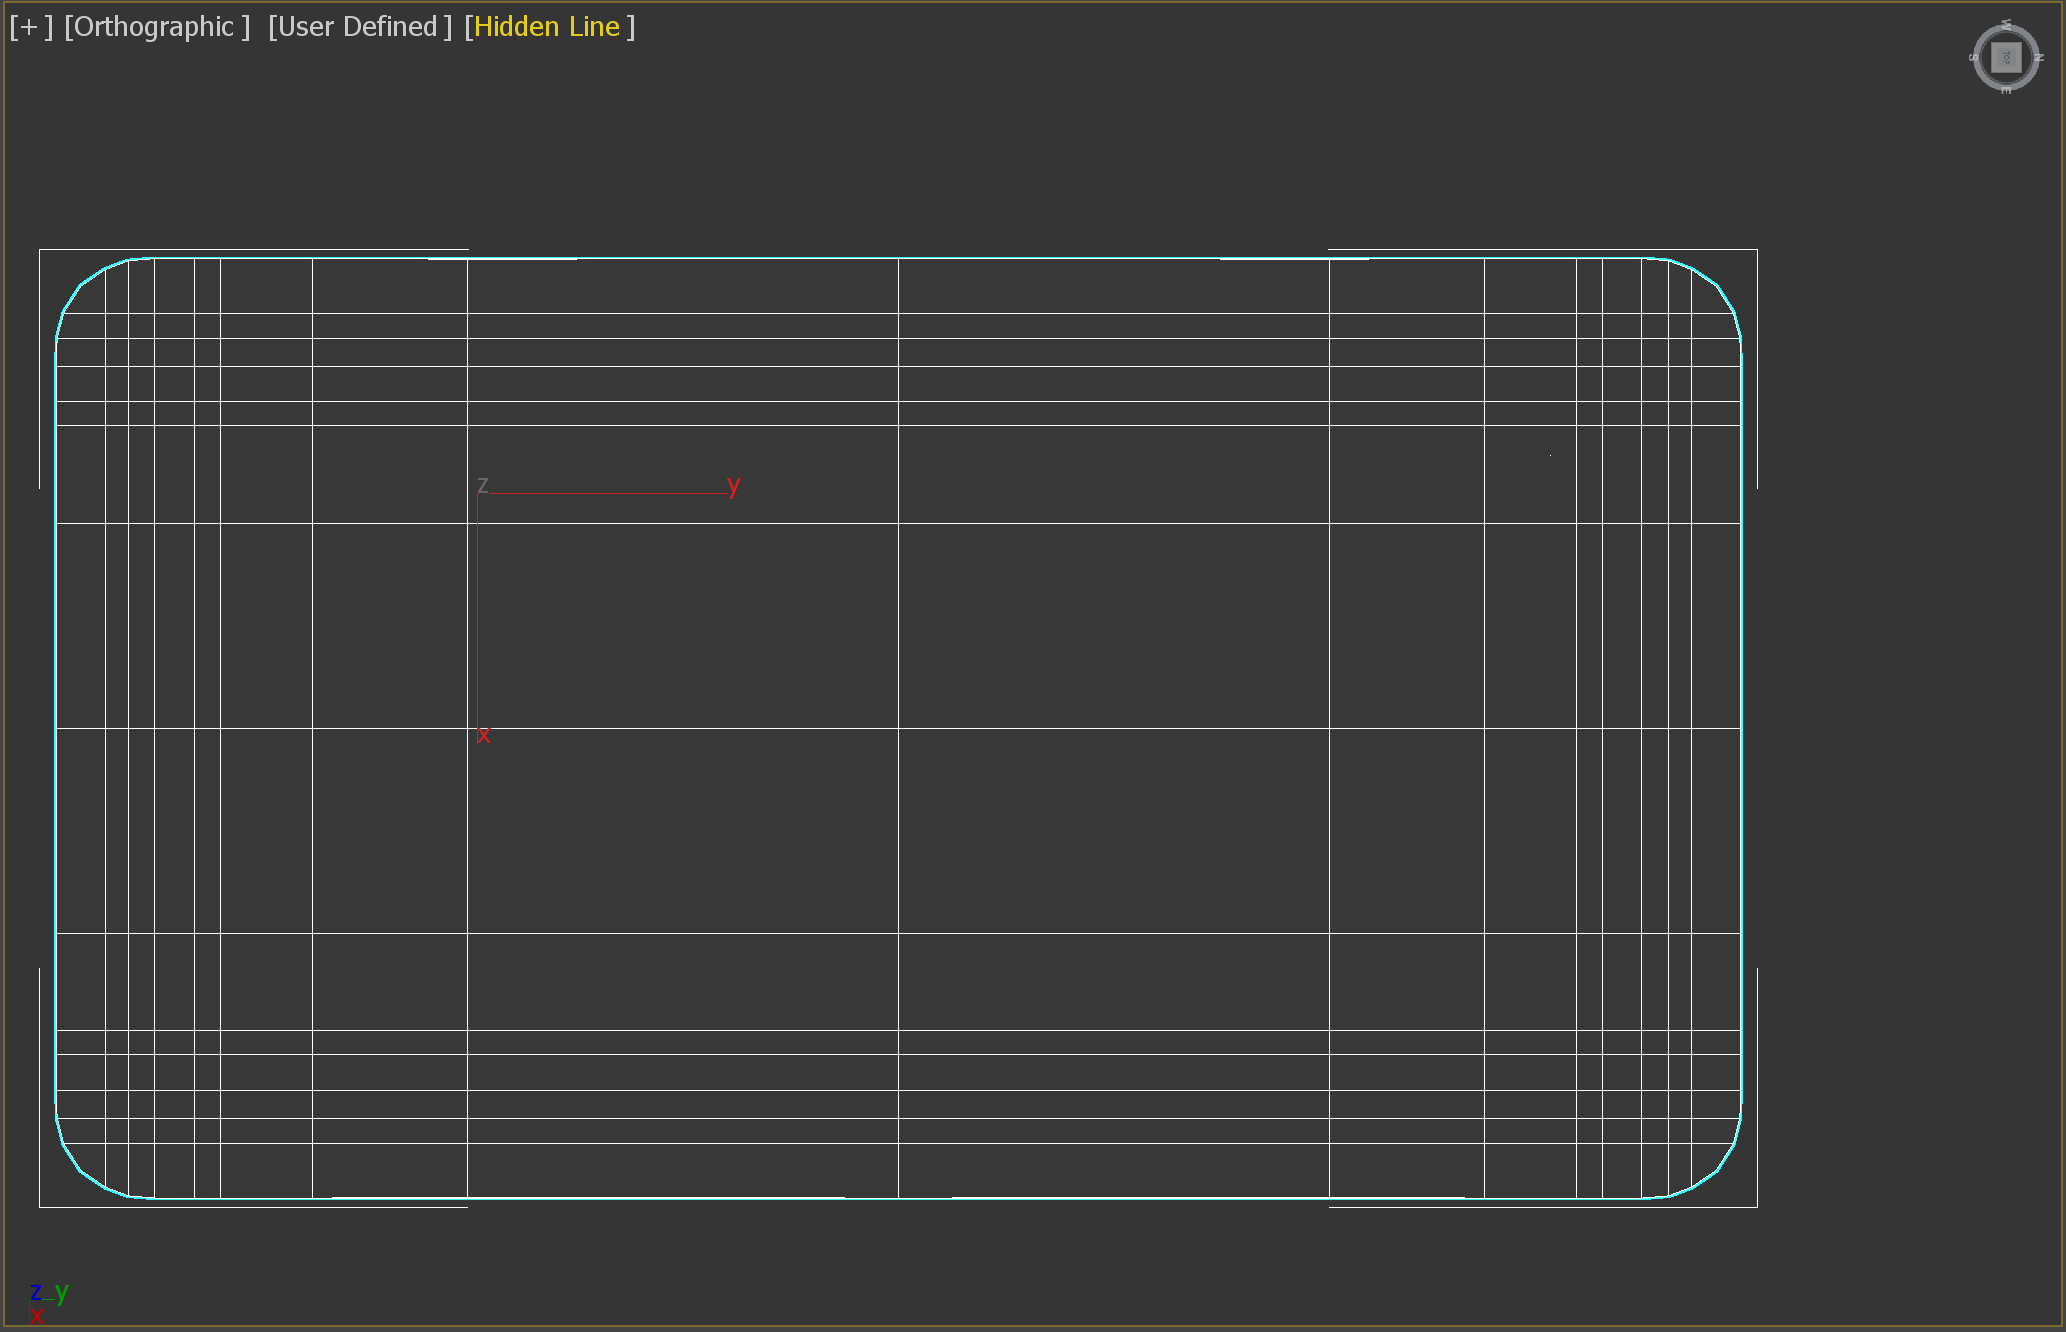 [+] [Orthographic] [User Defined] [Hidden Line]
W
S TOP N
E
z y
x
z y
x